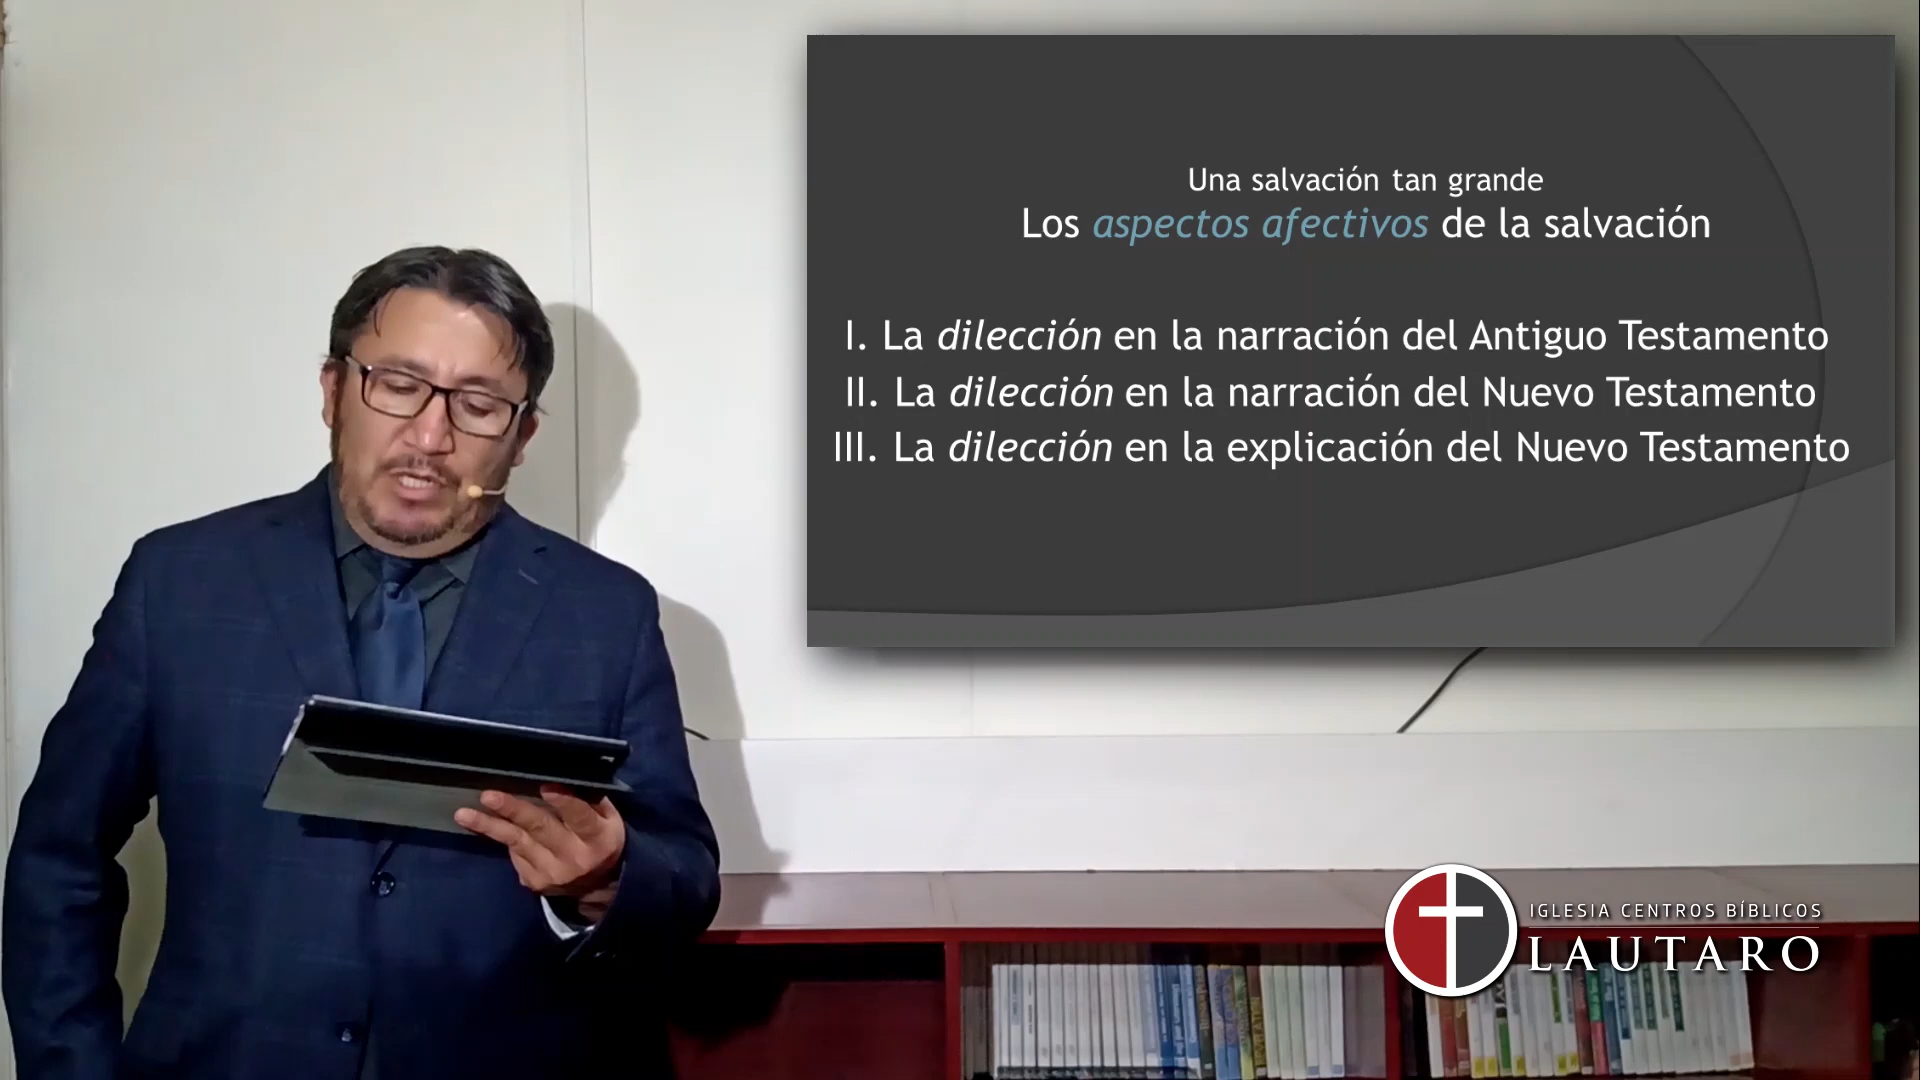 Una salvación tan grande
Los aspectos afectivos de la salvación
I. La dilección en la narración del Antiguo Testamento
II. La dilección en la narración del Nuevo Testamento
III. La dilección en la explicación del Nuevo Testamento
IGLESIA CENTROS BÍBLICOS
LAUTARO